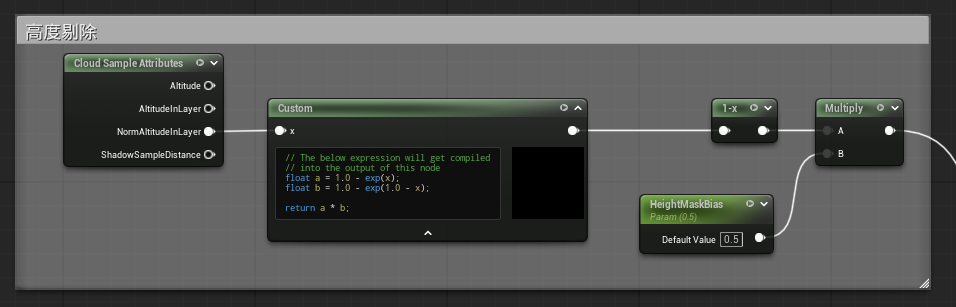 高度剔除
Cloud Sample Attributes
Altitude
AltitudeInLayer
NormAltitudeInLayer
ShadowSampleDistance
Custom
x
// The below expression will get compiled
// into the output of this node
float a = 1.0 - exp(x);
float b = 1.0 - exp(1.0 - x);
return a * b;
1-x
Multiply
A
B
HeightMaskBias
Param (0.5)
Default Value 0.5